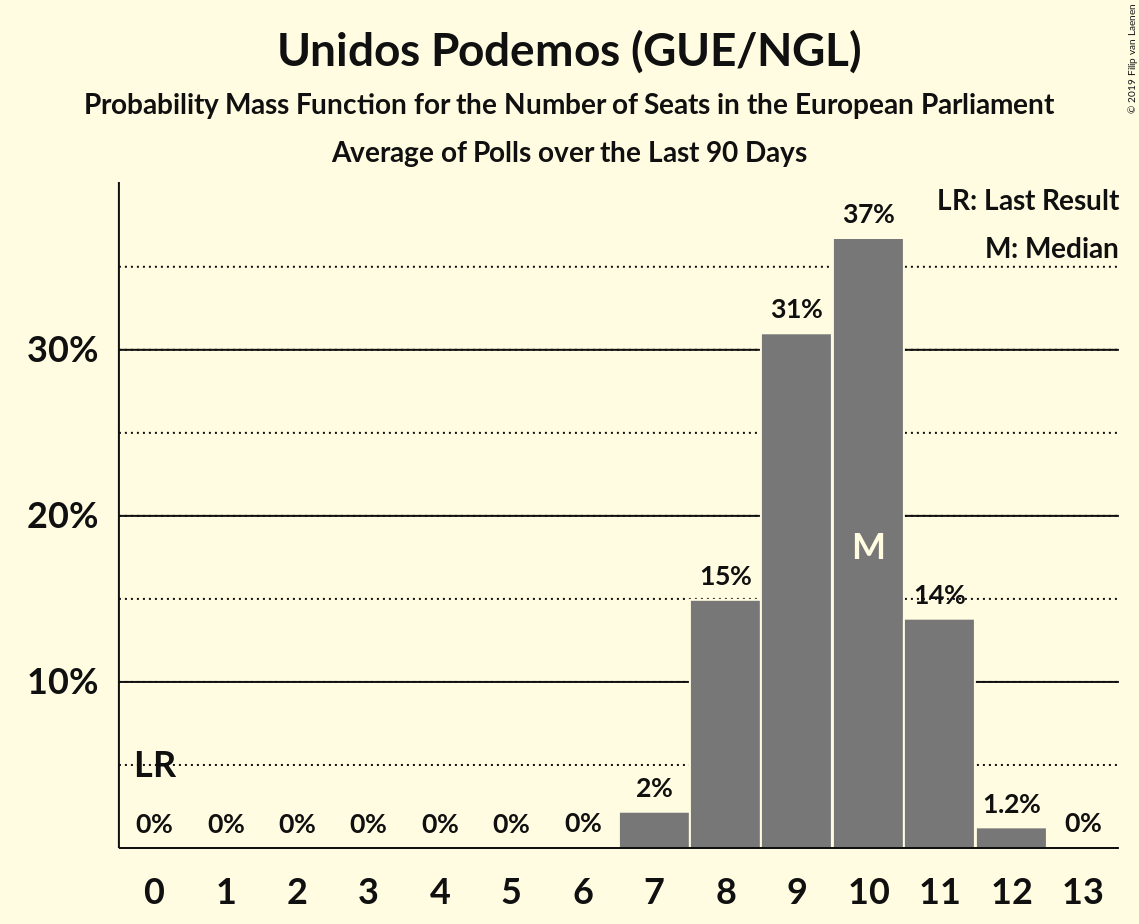 Unidos Podemos (GUE/NGL)
Probability Mass Function for the Number of Seats in the European Parliament
Average of Polls over the Last 90 Days
© 2019 Filip van Laenen
LR: Last Result
M: Median
37%
31%
30%
20%
M
15%
14%
10%
LR
2%
1.2%
0% 0% 0% 0% 0% 0% 0% 0%
0 1 2 3 4 5 6 7 8 9 10 11 12 13